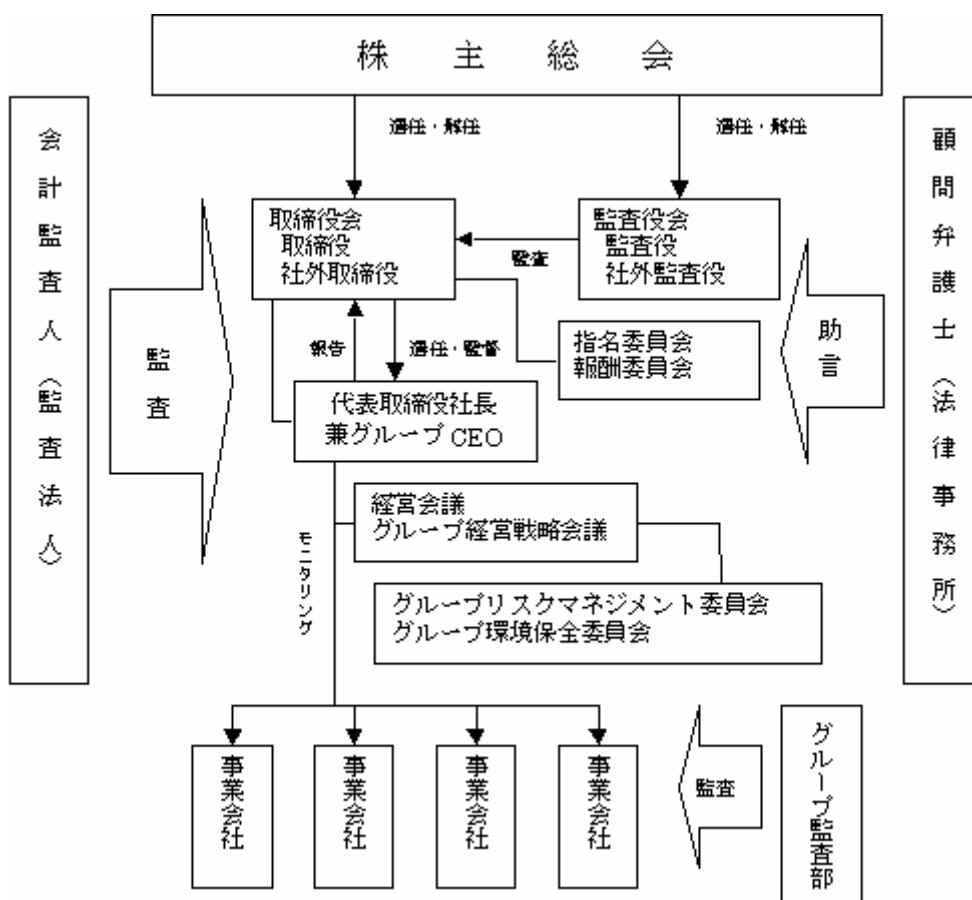 株主総会
選任・解任
選任・解任
会計監査人（監査法人）
顧問弁護士（法律事務所）
取締役会
取締役
社外取締役
監査
監査役会
監査役
社外監査役
監査
助言
報告
選任・監督
指名委員会
報酬委員会
代表取締役社長
兼グループCEO
経営会議
グループ経営戦略会議
モニタリング
グループリスクマネジメント委員会
グループ環境保全委員会
事業会社
事業会社
事業会社
事業会社
監査
グループ監査部